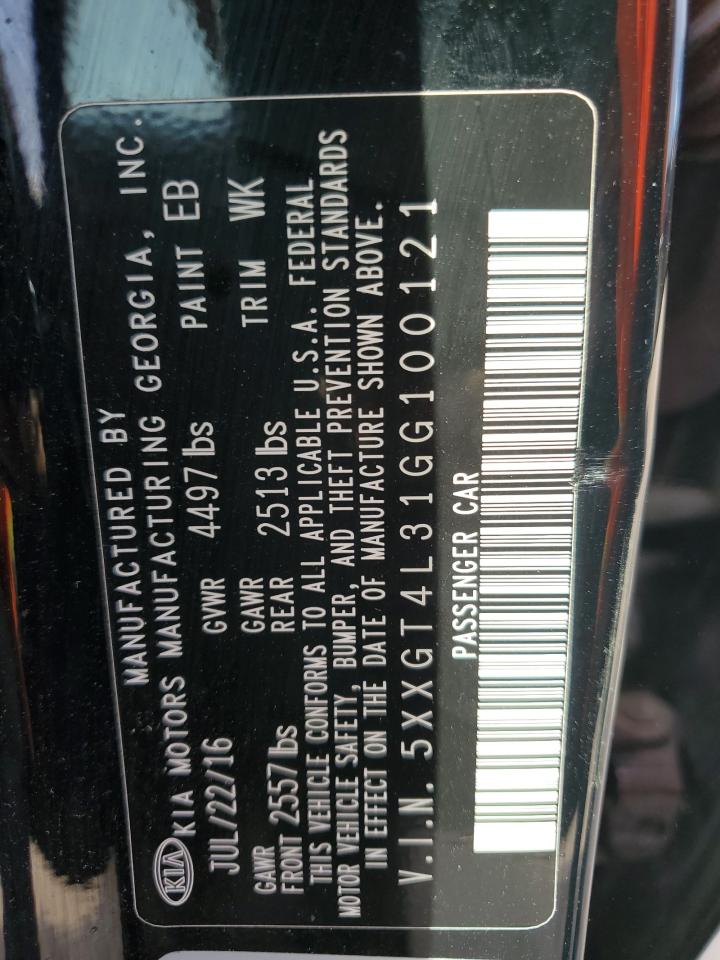 MANUFACTURED BY
KIA KIA MOTORS MANUFACTURING GEORGIA, INC.
JUL/22/16 GVWR 4497 lbs PAINT EB
GAWR FRONT 2557 lbs GAWR REAR 2513 lbs TRIM WK
THIS VEHICLE CONFORMS TO ALL APPLICABLE U.S.A. FEDERAL
MOTOR VEHICLE SAFETY, BUMPER, AND THEFT PREVENTION STANDARDS
IN EFFECT ON THE DATE OF MANUFACTURE SHOWN ABOVE.
V.I.N. 5XXGT4L31GG100121
PASSENGER CAR